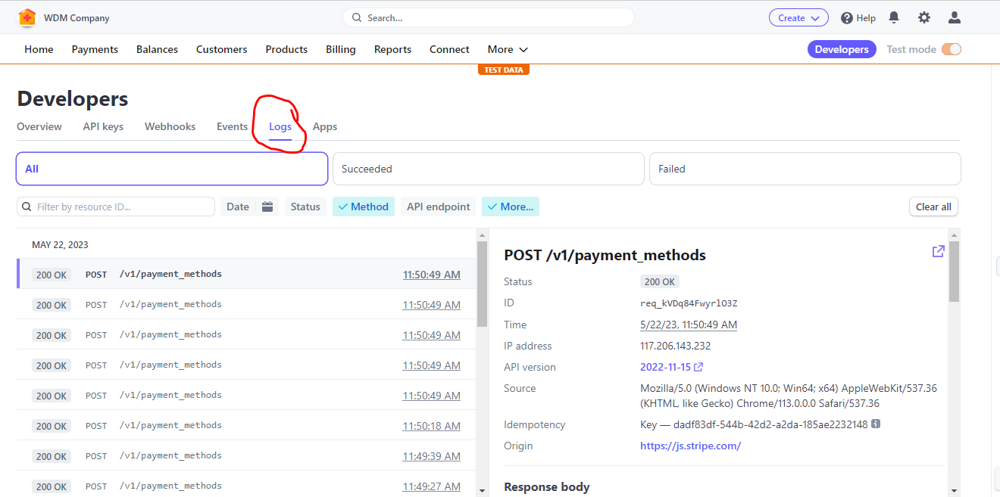 WDM Company
Search...
Create
Help
Home Payments Balances Customers Products Billing Reports Connect More
Developers Test mode
TEST DATA
Developers
Overview API keys Webhooks Events Logs Apps
All Succeeded Failed
Filter by resource ID... Date Status Method API endpoint More... Clear all
MAY 22, 2023
200 OK POST /v1/payment_methods 11:50:49 AM
200 OK POST /v1/payment_methods 11:50:49 AM
200 OK POST /v1/payment_methods 11:50:49 AM
200 OK POST /v1/payment_methods 11:50:49 AM
200 OK POST /v1/payment_methods 11:50:49 AM
200 OK POST /v1/payment_methods 11:50:18 AM
200 OK POST /v1/payment_methods 11:49:39 AM
200 OK POST /v1/payment_methods 11:49:27 AM
POST /v1/payment_methods
Status 200 OK
ID req_kVDq84FwyrlO3Z
Time 5/22/23, 11:50:49 AM
IP address 117.206.143.232
API version 2022-11-15
Source Mozilla/5.0 (Windows NT 10.0; Win64; x64) AppleWebKit/537.36
(KHTML, like Gecko) Chrome/113.0.0.0 Safari/537.36
Idempotency Key — dadf83df-544b-42d2-a2da-185ae2232148
Origin https://js.stripe.com/
Response body